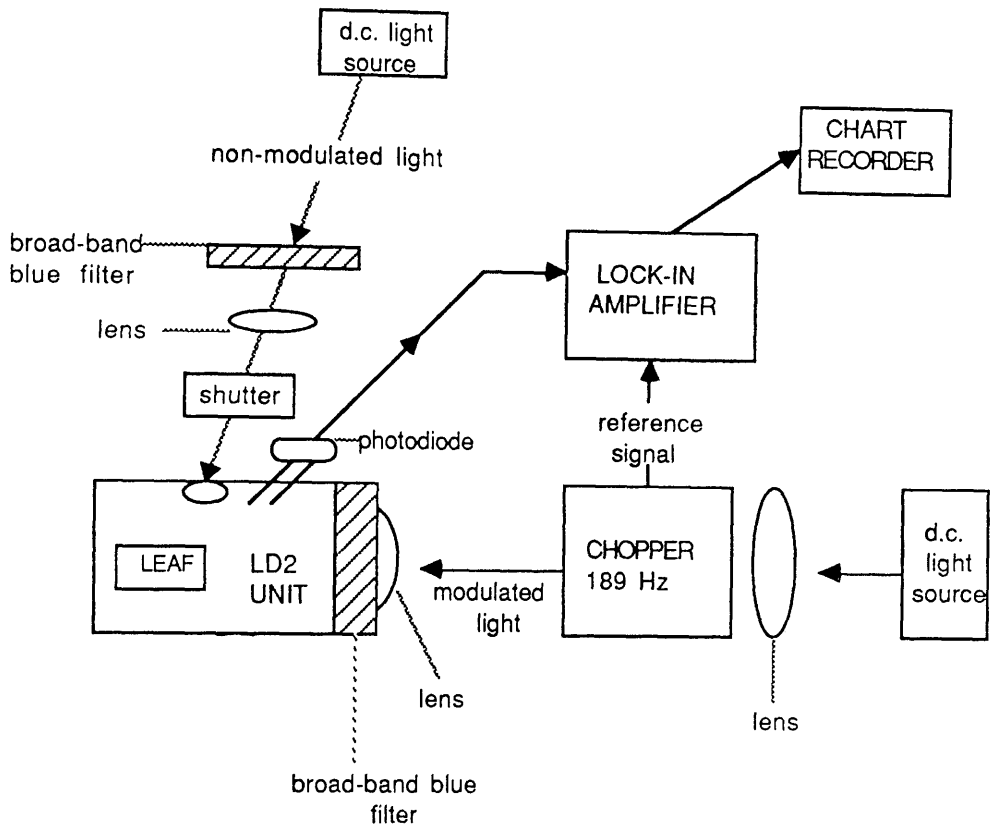 d.c. light
source
non-modulated light
CHART
RECORDER
broad-band
blue filter
LOCK-IN
AMPLIFIER
lens
shutter
photodiode
reference
signal
LEAF
LD2
UNIT
CHOPPER
189 Hz
d.c.
light
source
modulated
light
lens
lens
broad-band blue
filter